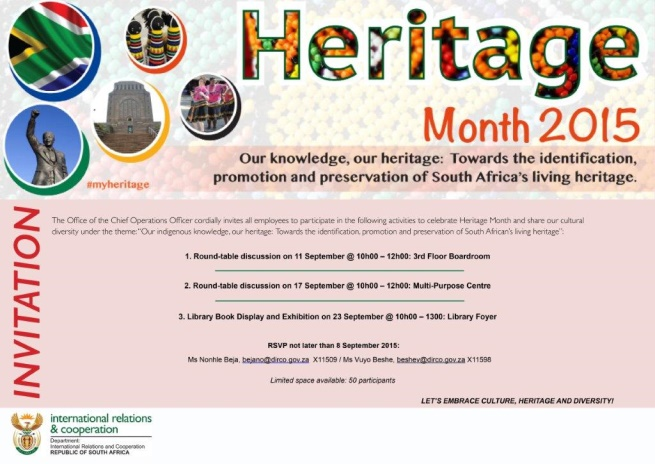 Heritage
Month 2015
Our knowledge, our heritage: Towards the identification,
promotion and preservation of South Africa's living heritage.
#myheritage
INVITATION
The Office of the Chief Operations Officer cordially invites all employees to participate in the following activities to celebrate Heritage Month and share our cultural
diversity under the theme:"Our indigenous knowledge, our heritage: Towards the identification, promotion and preservation of South Africa's living heritage":
1. Round-table discussion on 11 September @ 10h00 – 12h00: 3rd Floor Boardroom
2. Round-table discussion on 17 September @ 10h00 – 12h00: Multi-Purpose Centre
3. Library Book Display and Exhibition on 23 September @ 10h00 – 1300: Library Foyer
RSVP not later than 8 September 2015:
Ms Nonhle Beja, bejano@dirco.gov.za X11509 / Ms Vuyo Beshe, beshev@dirco.gov.za X11598
Limited space available: 50 participants
LET'S EMBRACE CULTURE, HERITAGE AND DIVERSITY!
international relations
& cooperation
Department:
International Relations and Cooperation
REPUBLIC OF SOUTH AFRICA